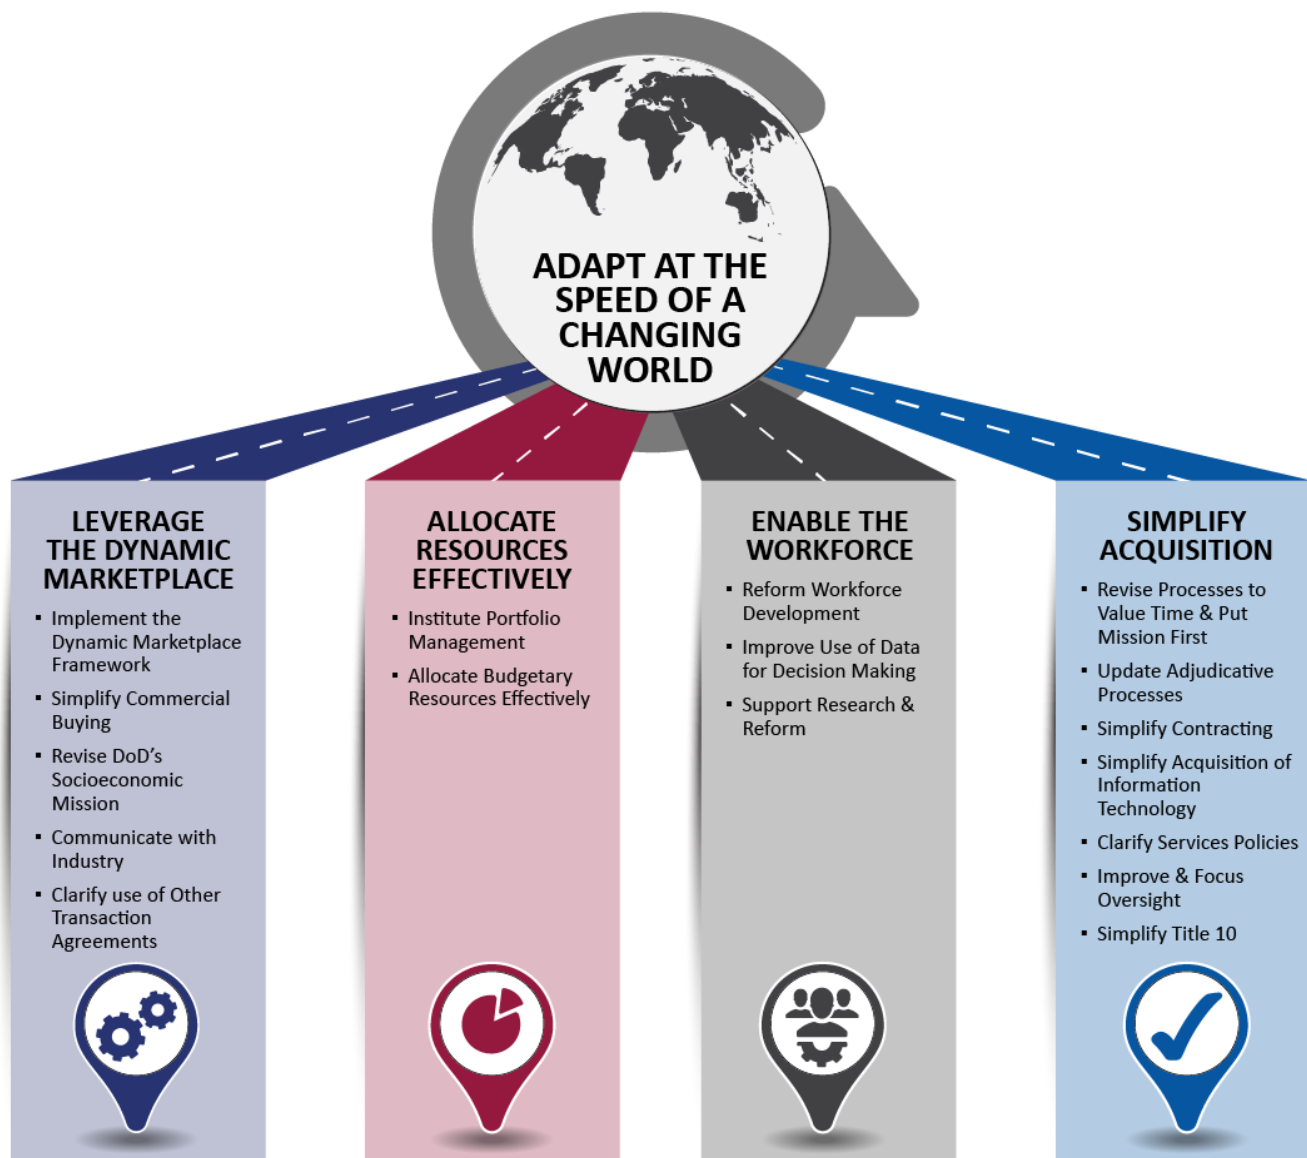 ADAPT AT THE
SPEED OF A
CHANGING
WORLD
LEVERAGE
THE DYNAMIC
MARKETPLACE
▪ Implement the
Dynamic Marketplace
Framework
▪ Simplify Commercial
Buying
▪ Revise DoD’s
Socioeconomic
Mission
▪ Communicate with
Industry
▪ Clarify use of Other
Transaction
Agreements
ALLOCATE
RESOURCES
EFFECTIVELY
▪ Institute Portfolio
Management
▪ Allocate Budgetary
Resources Effectively
ENABLE THE
WORKFORCE
▪ Reform Workforce
Development
▪ Improve Use of Data
for Decision Making
▪ Support Research &
Reform
SIMPLIFY
ACQUISITION
▪ Revise Processes to
Value Time & Put
Mission First
▪ Update Adjudicative
Processes
▪ Simplify Contracting
▪ Simplify Acquisition of
Information
Technology
▪ Clarify Services Policies
▪ Improve & Focus
Oversight
▪ Simplify Title 10